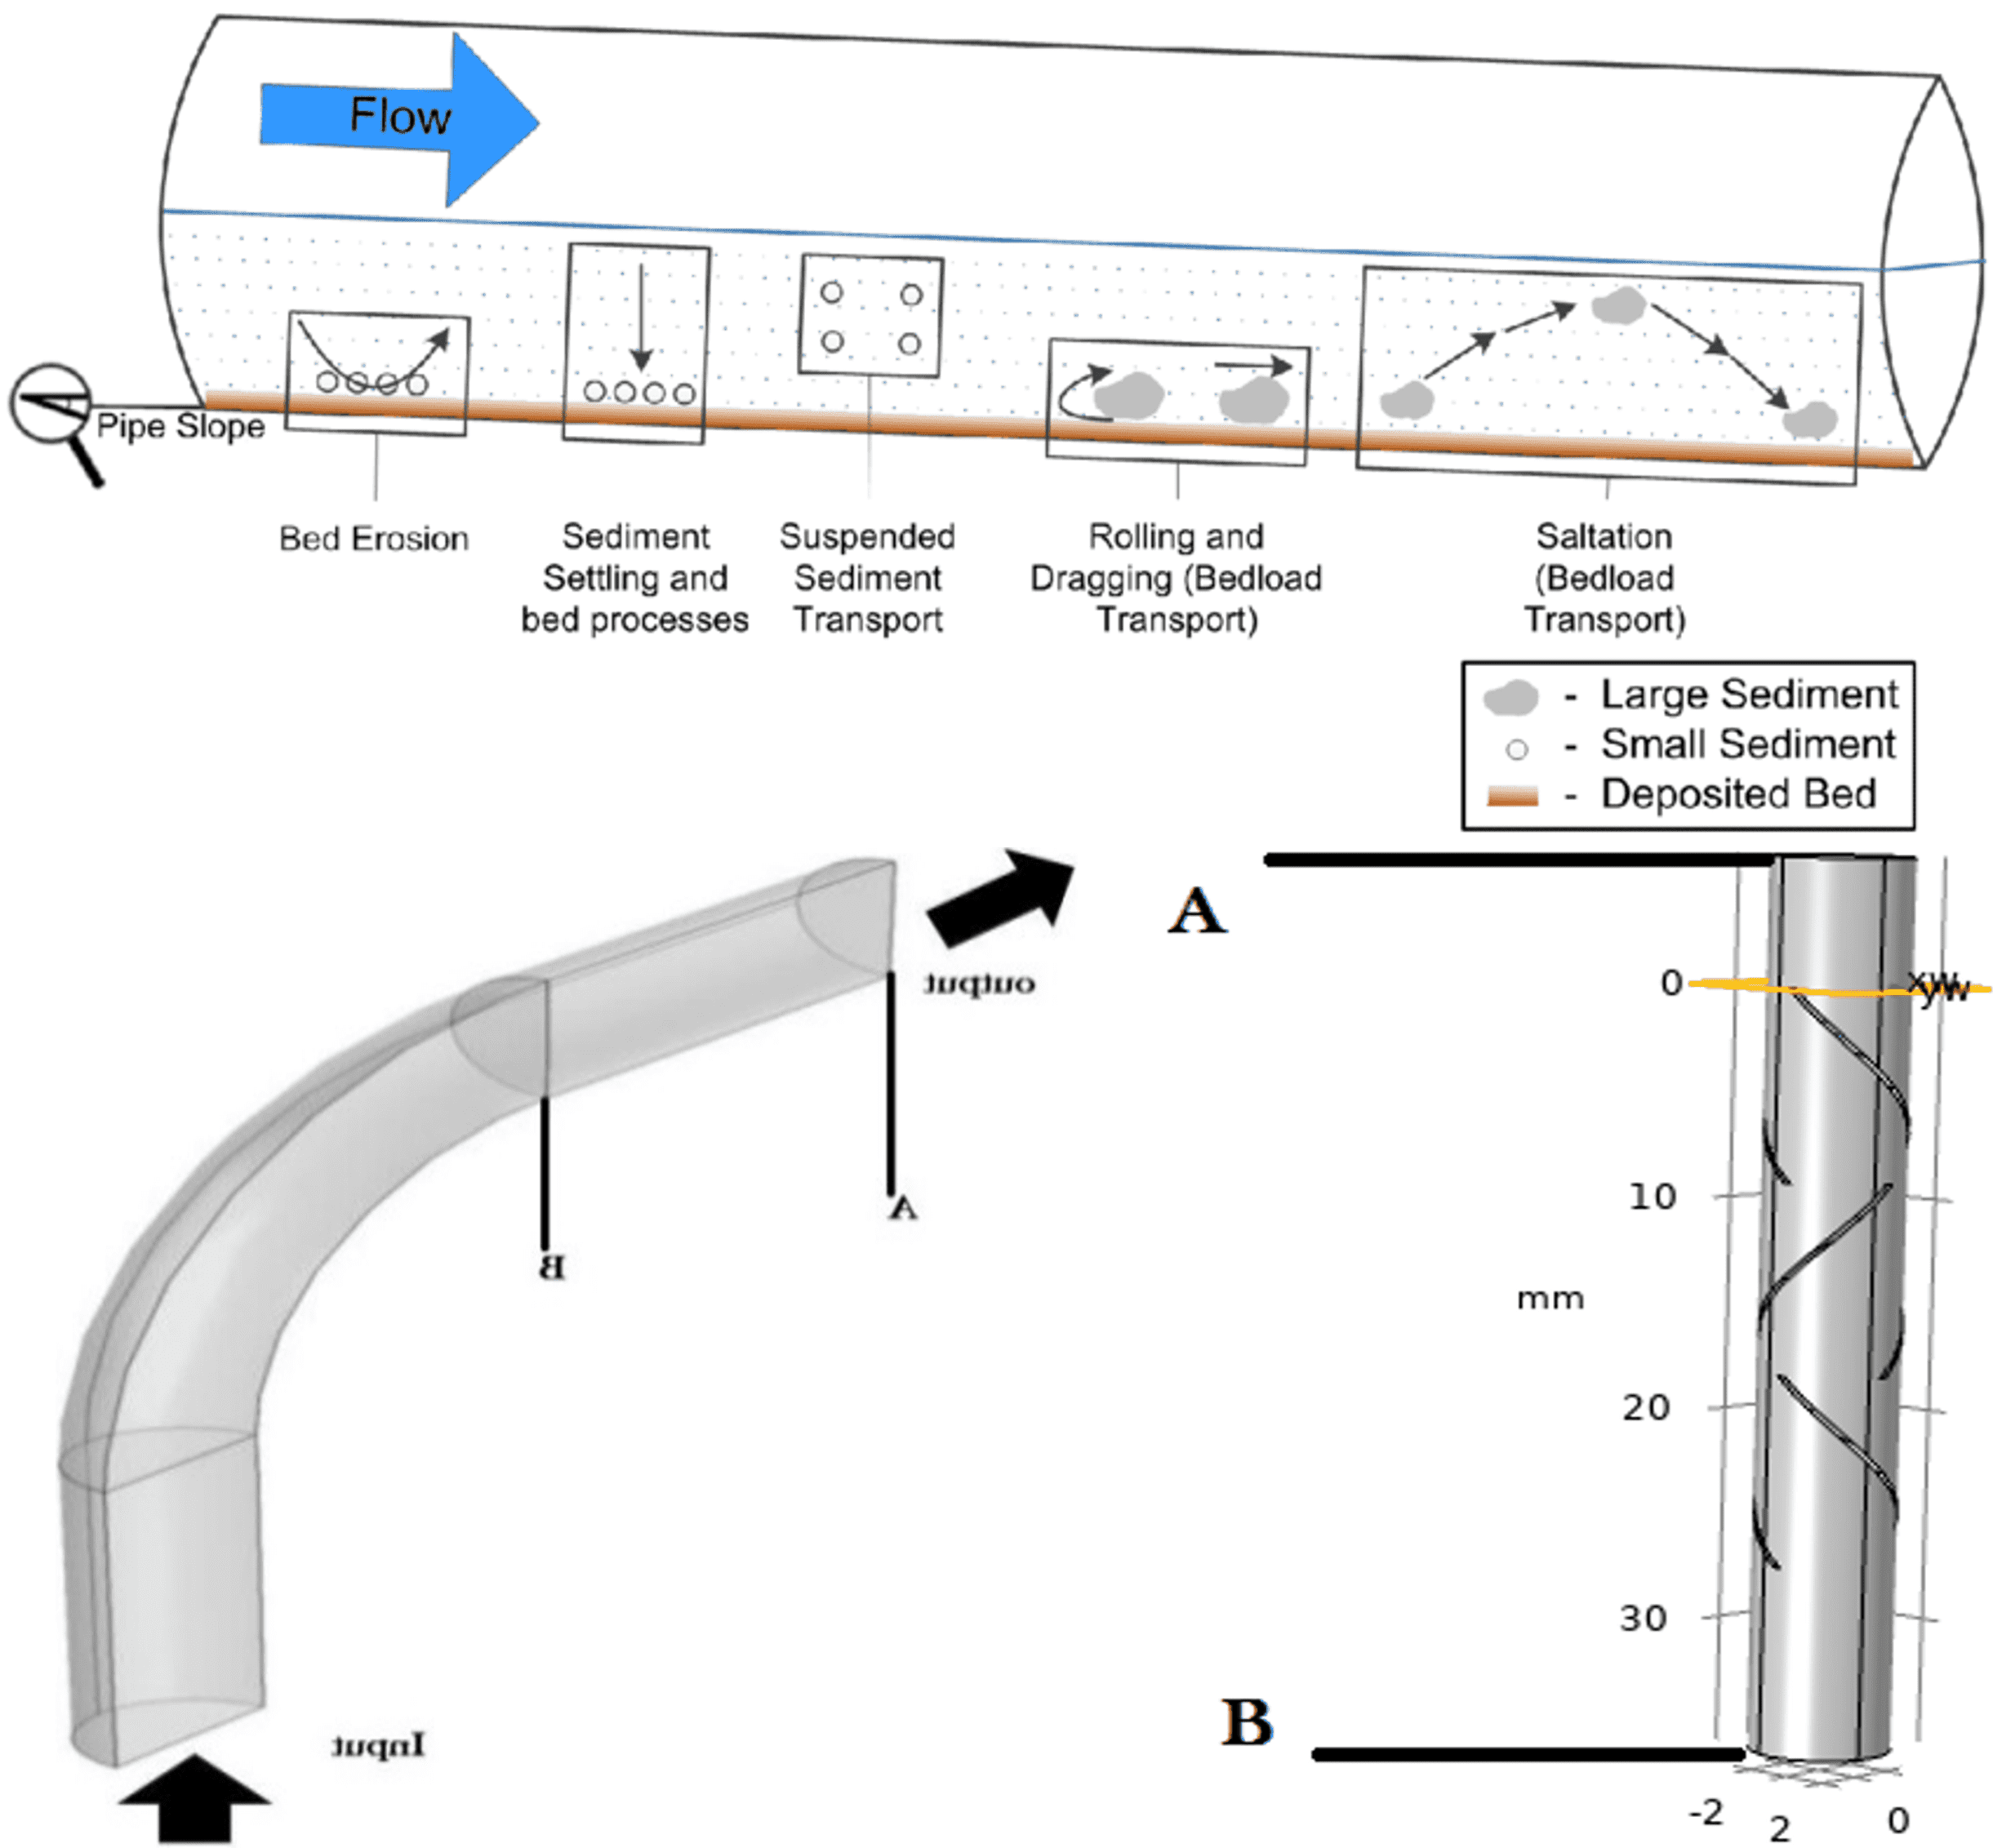 Flow
Pipe Slope
Bed Erosion
Sediment
Settling and
bed processes
Suspended
Sediment
Transport
Rolling and
Dragging (Bedload
Transport)
Saltation
(Bedload
Transport)
- Large Sediment
- Small Sediment
- Deposited Bed
output
A
B
Input
A
0
10
mm
20
30
B
-2
2
0